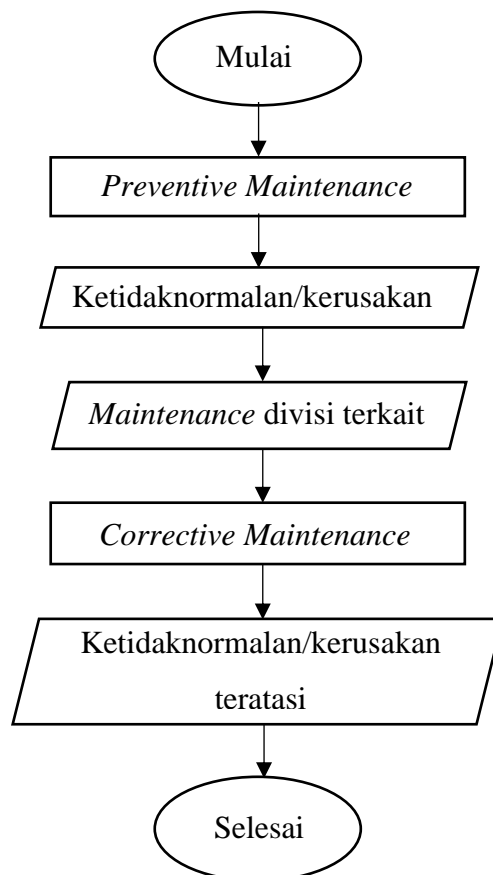 Mulai
Preventive Maintenance
Ketidaknormalan/kerusakan
Maintenance divisi terkait
Corrective Maintenance
Ketidaknormalan/kerusakan
teratasi
Selesai